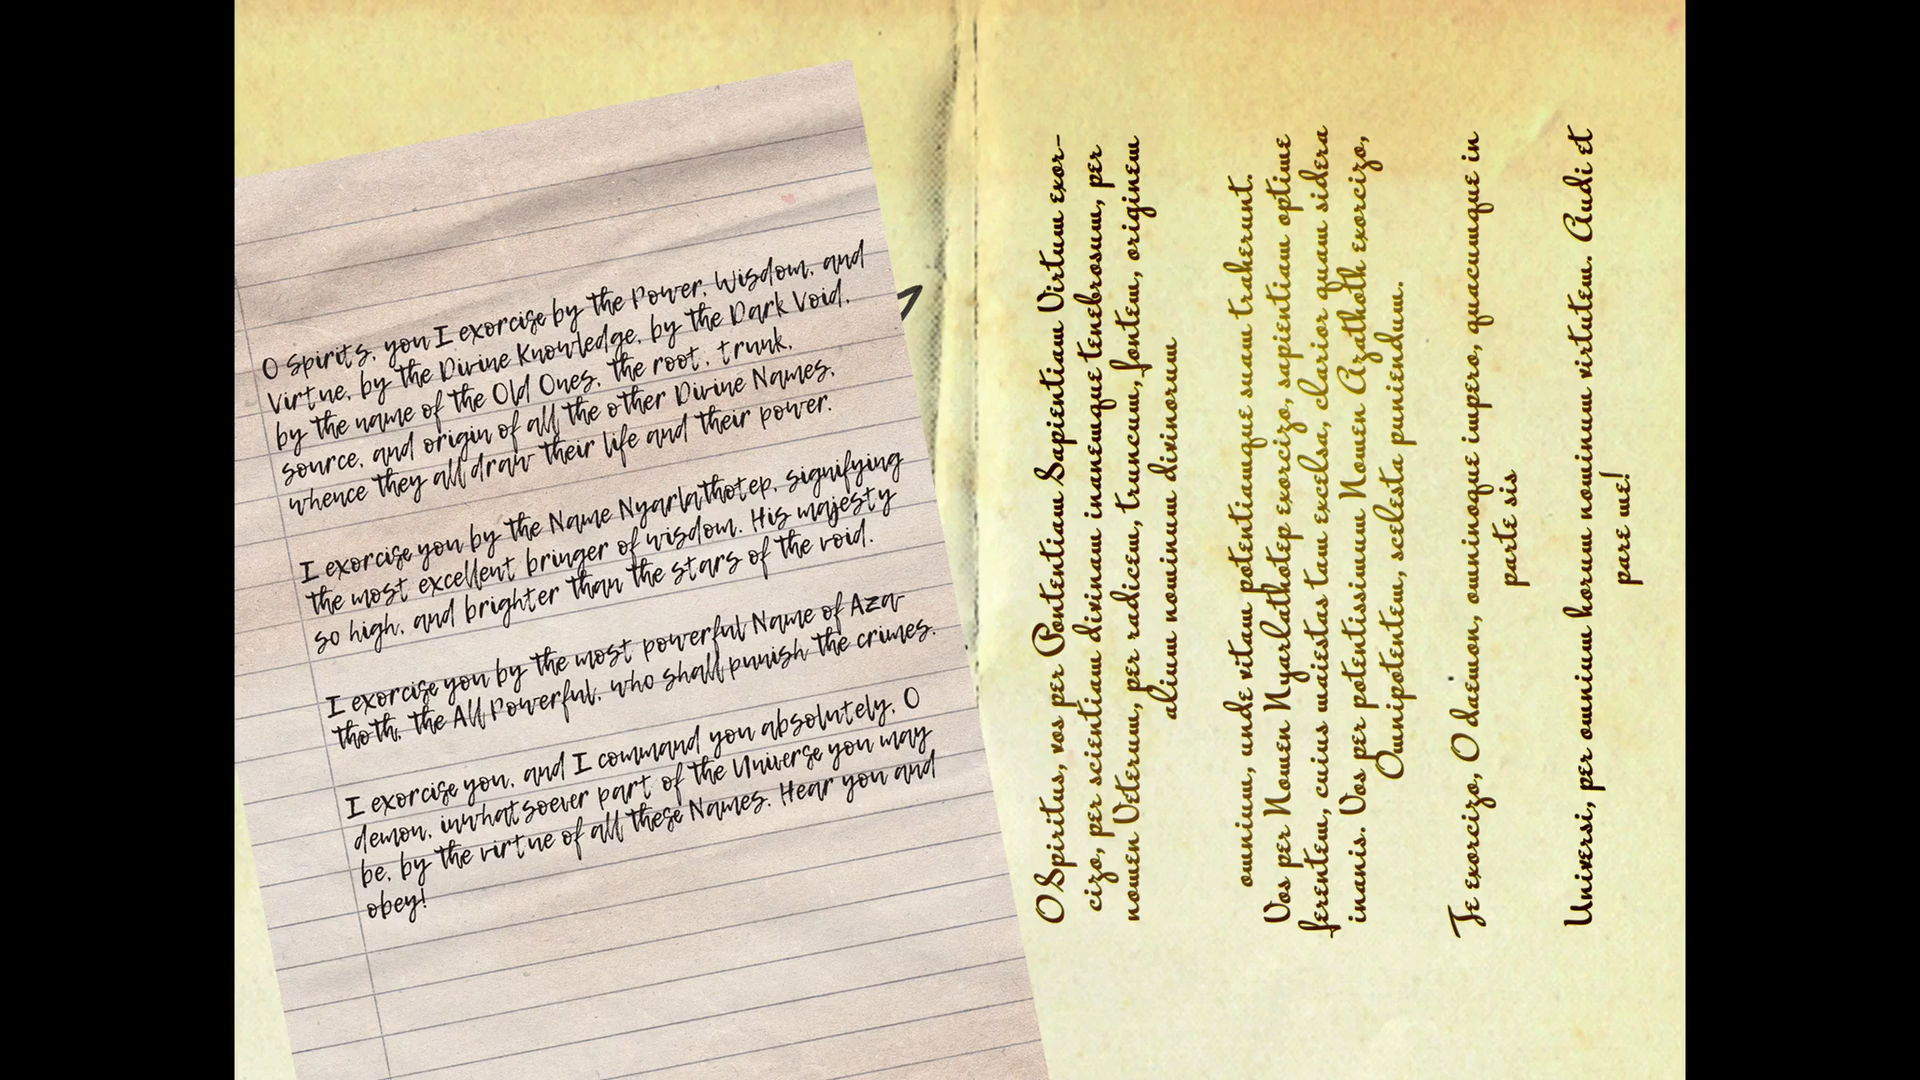 O Spirits, you I exorcise by the Power, Wisdom, and
Virtue, by the Divine Knowledge, by the Dark Void,
by the name of the Old Ones, the root, trunk,
source, and origin of all the other Divine Names,
whence they all draw their life and their power.
I exorcise you by the Name Nyarlathotep, signifying
the most excellent bringer of wisdom. His majesty
so high, and brighter than the stars of the void.
I exorcise you by the most powerful Name of Aza-
thoth, the All Powerful, who shall punish the crimes.
I exorcise you, and I command you absolutely, O
demon, inwhatsoever part of the Universe you may
be, by the virtue of all these Names. Hear you and
obey!
O Spiritus, vos per Pontentiam Sapientiam Virtum exor-
cizo, per scientiam divinam inanemque tenebrosum, per
nomen Veterum, per radicem, truncum, fontem, originem
alium nominum divinorum
omnium, unde vitam potentiamque suam traherunt.
Vos per Nomen Nyarlathotep exorcizo, sapientiam optime
ferentem, cuius maiestas tam excelsa, clarior quam sidera
inanis. Vos per potentissimum Nomen Azathoth exorcizo,
Omnipotentem, scelesta puniendum.
Te exorcizo, O daemon, omninoque impero, quacumque in
parte sis
Universi, per omnium horum nominum virtutem. Audi et
pare me!